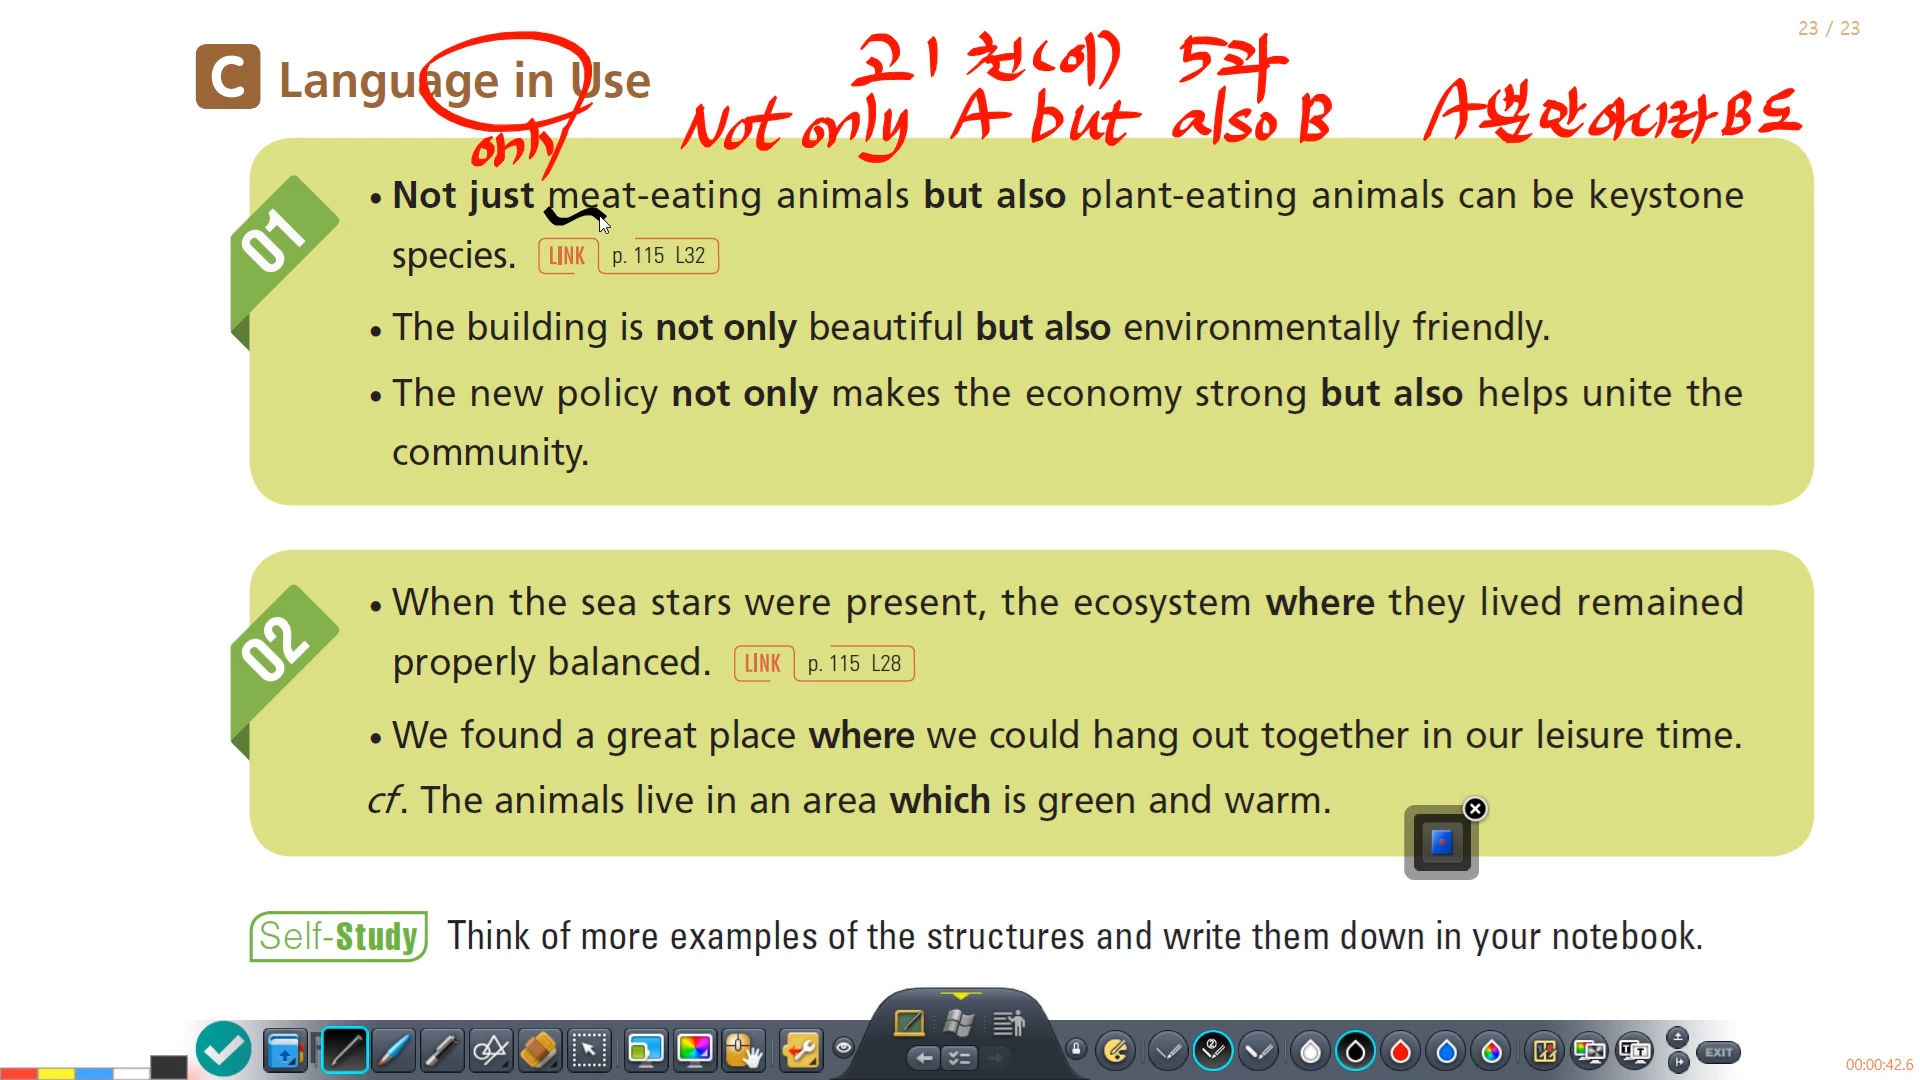 23 / 23
고1 천(이) 5과
C Language in Use
only Not only A but also B A뿐만 아니라 B도
01
• Not just meat-eating animals but also plant-eating animals can be keystone
species. LINK p. 115 L32
• The building is not only beautiful but also environmentally friendly.
• The new policy not only makes the economy strong but also helps unite the
community.
02
• When the sea stars were present, the ecosystem where they lived remained
properly balanced. LINK p. 115 L28
• We found a great place where we could hang out together in our leisure time.
cf. The animals live in an area which is green and warm.
Self-Study Think of more examples of the structures and write them down in your notebook.
EXIT
00:00:42.6